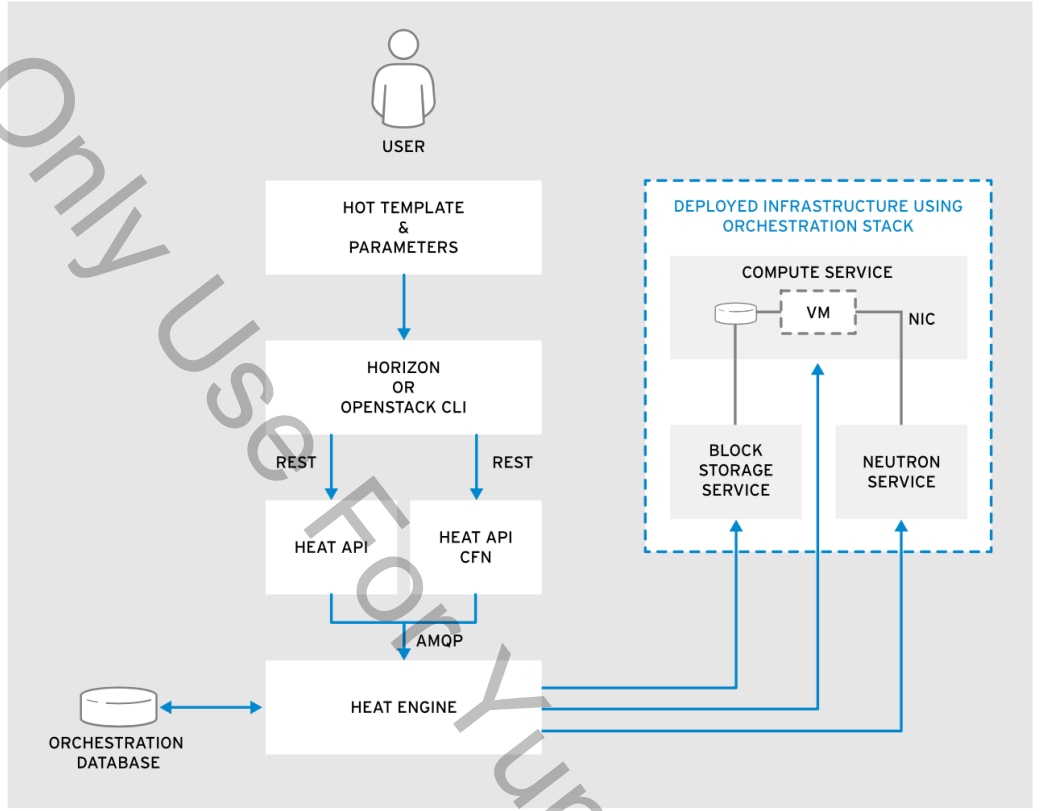 USER
HOT TEMPLATE
&
PARAMETERS
HORIZON
OR
OPENSTACK CLI
REST
REST
HEAT API
HEAT API
CFN
AMQP
HEAT ENGINE
ORCHESTRATION
DATABASE
DEPLOYED INFRASTRUCTURE USING
ORCHESTRATION STACK
COMPUTE SERVICE
VM
NIC
BLOCK
STORAGE
SERVICE
NEUTRON
SERVICE
Only Use For